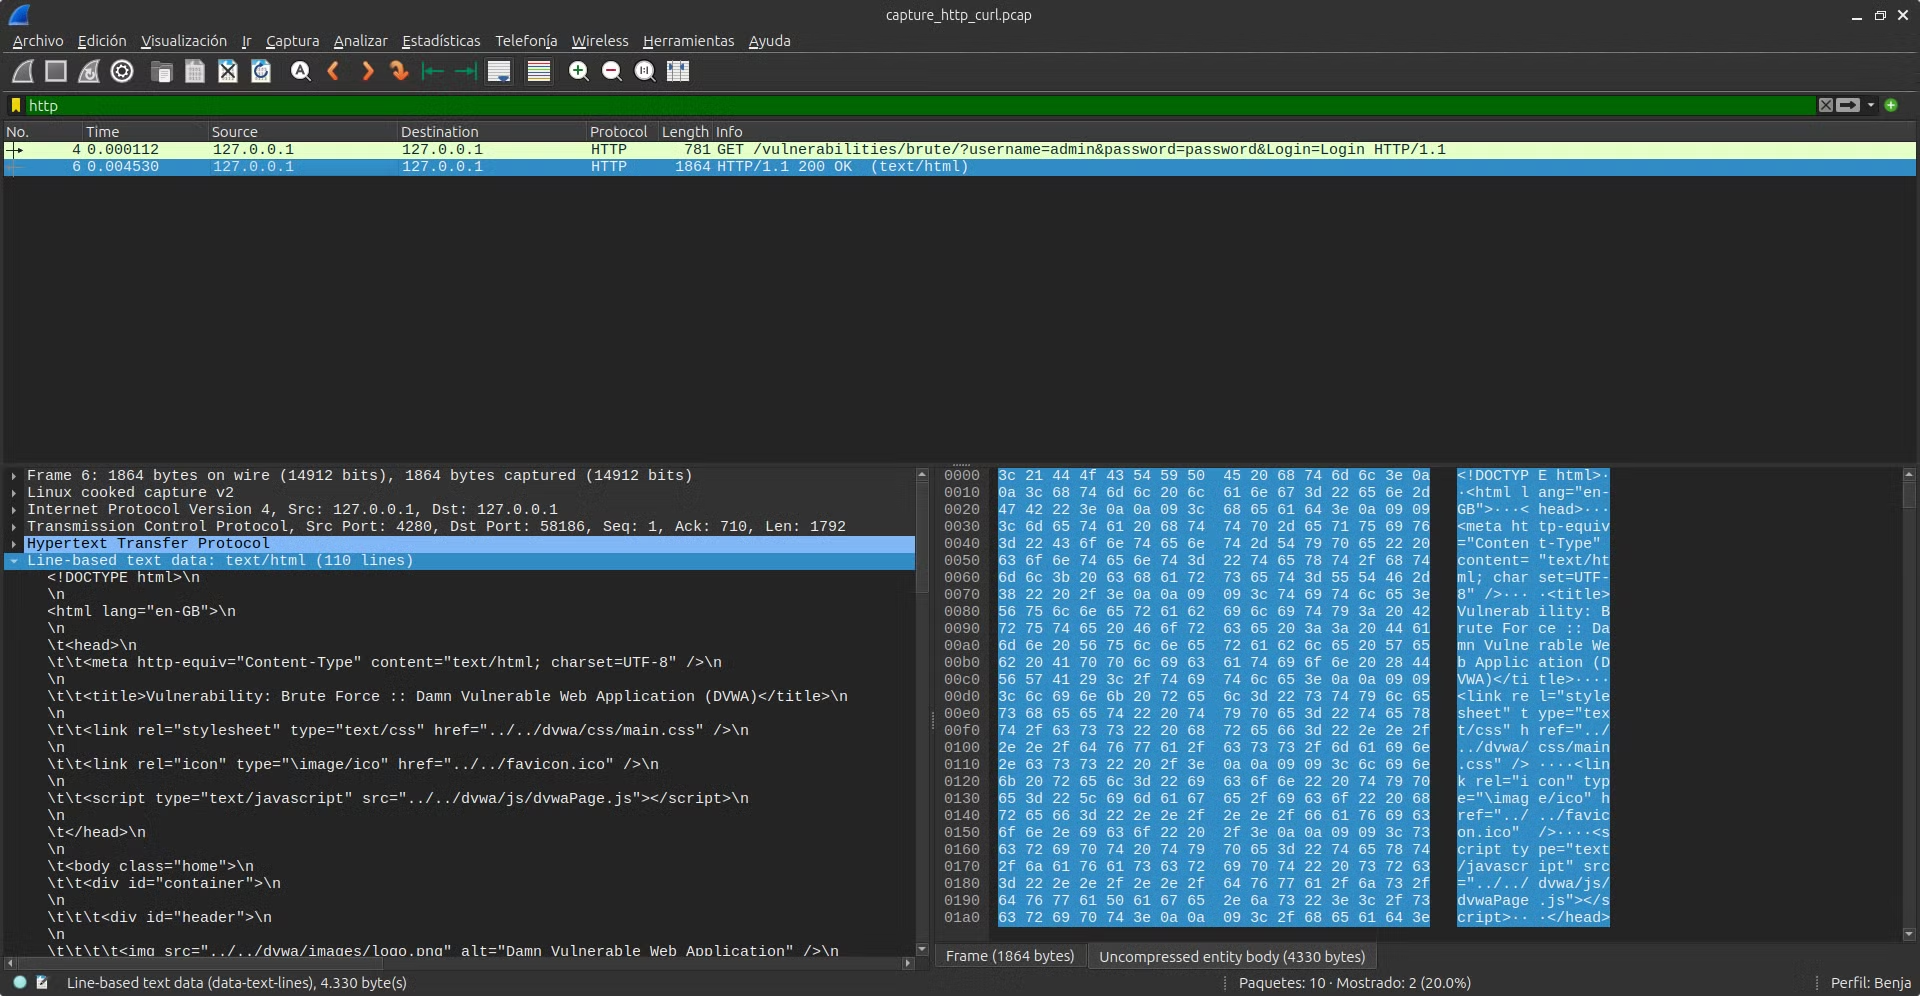 capture_http_curl.pcap
Archivo Edición Visualización Ir Captura Analizar Estadísticas Telefonía Wireless Herramientas Ayuda
http
No. Time Source Destination Protocol Length Info
4 0.000112 127.0.0.1 127.0.0.1 HTTP 781 GET /vulnerabilities/brute/?username=admin&password=password&Login=Login HTTP/1.1
6 0.004530 127.0.0.1 127.0.0.1 HTTP 1864 HTTP/1.1 200 OK (text/html)
Frame 6: 1864 bytes on wire (14912 bits), 1864 bytes captured (14912 bits)
Linux cooked capture v2
Internet Protocol Version 4, Src: 127.0.0.1, Dst: 127.0.0.1
Transmission Control Protocol, Src Port: 4280, Dst Port: 58186, Seq: 1, Ack: 710, Len: 1792
Hypertext Transfer Protocol
Line-based text data: text/html (110 lines)
<!DOCTYPE html>\n
\n
<html lang="en-GB">\n
\n
\t<head>\n
\t\t<meta http-equiv="Content-Type" content="text/html; charset=UTF-8" />\n
\n
\t\t<title>Vulnerability: Brute Force :: Damn Vulnerable Web Application (DVWA)</title>\n
\n
\t\t<link rel="stylesheet" type="text/css" href="../../dvwa/css/main.css" />\n
\n
\t\t<link rel="icon" type="\image/ico" href="../../favicon.ico" />\n
\n
\t\t<script type="text/javascript" src="../../dvwa/js/dvwaPage.js"></script>\n
\n
\t</head>\n
\n
\t<body class="home">\n
\t\t<div id="container">\n
\n
\t\t\t<div id="header">\n
\n
\t\t\t\t<img src="../../dvwa/images/logo.png" alt="Damn Vulnerable Web Application" />\n
0000 3c 21 44 4f 43 54 59 50 45 20 68 74 6d 6c 3e 0a <!DOCTYP E html>·
0010 0a 3c 68 74 6d 6c 20 6c 61 6e 67 3d 22 65 6e 2d ·<html l ang="en-
0020 47 42 22 3e 0a 0a 09 3c 68 65 61 64 3e 0a 09 09 GB">···< head>···
0030 3c 6d 65 74 61 20 68 74 74 70 2d 65 71 75 69 76 <meta ht tp-equiv
0040 3d 22 43 6f 6e 74 65 6e 74 2d 54 79 70 65 22 20 ="Conten t-Type" 
0050 63 6f 6e 74 65 6e 74 3d 22 74 65 78 74 2f 68 74 content= "text/ht
0060 6d 6c 3b 20 63 68 61 72 73 65 74 3d 55 54 46 2d ml; char set=UTF-
0070 38 22 20 2f 3e 0a 0a 09 09 3c 74 69 74 6c 65 3e 8" />··· ·<title>
0080 56 75 6c 6e 65 72 61 62 69 6c 69 74 79 3a 20 42 Vulnerab ility: B
0090 72 75 74 65 20 46 6f 72 63 65 20 3a 3a 20 44 61 rute For ce :: Da
00a0 6d 6e 20 56 75 6c 6e 65 72 61 62 6c 65 20 57 65 mn Vulne rable We
00b0 62 20 41 70 70 6c 69 63 61 74 69 6f 6e 20 28 44 b Applic ation (D
00c0 56 57 41 29 3c 2f 74 69 74 6c 65 3e 0a 0a 09 09 VWA)</ti tle>····
00d0 3c 6c 69 6e 6b 20 72 65 6c 3d 22 73 74 79 6c 65 <link re l="style
00e0 73 68 65 65 74 22 20 74 79 70 65 3d 22 74 65 78 sheet" t ype="tex
00f0 74 2f 63 73 73 22 20 68 72 65 66 3d 22 2e 2e 2f t/css" h ref="../
0100 2e 2e 2f 64 76 77 61 2f 63 73 73 2f 6d 61 69 6e ../dvwa/ css/main
0110 2e 63 73 73 22 20 2f 3e 0a 0a 09 09 3c 6c 69 6e .css" /> ····<lin
0120 6b 20 72 65 6c 3d 22 69 63 6f 6e 22 20 74 79 70 k rel="i con" typ
0130 65 3d 22 5c 69 6d 61 67 65 2f 69 63 6f 22 20 68 e="\imag e/ico" h
0140 72 65 66 3d 22 2e 2e 2f 2e 2e 2f 66 61 76 69 63 ref="../ ../favic
0150 6f 6e 2e 69 63 6f 22 20 2f 3e 0a 0a 09 09 3c 73 on.ico"  />····<s
0160 63 72 69 70 74 20 74 79 70 65 3d 22 74 65 78 74 cript ty pe="text
0170 2f 6a 61 76 61 73 63 72 69 70 74 22 20 73 72 63 /javascr ipt" src
0180 3d 22 2e 2e 2f 2e 2e 2f 64 76 77 61 2f 6a 73 2f ="../../ dvwa/js/
0190 64 76 77 61 50 61 67 65 2e 6a 73 22 3e 3c 2f 73 dvwaPage .js"></s
01a0 63 72 69 70 74 3e 0a 0a 09 3c 2f 68 65 61 64 3e cript>·· ·</head>
Frame (1864 bytes) Uncompressed entity body (4330 bytes)
Line-based text data (data-text-lines), 4.330 byte(s) Paquetes: 10 · Mostrado: 2 (20.0%) Perfil: Benja